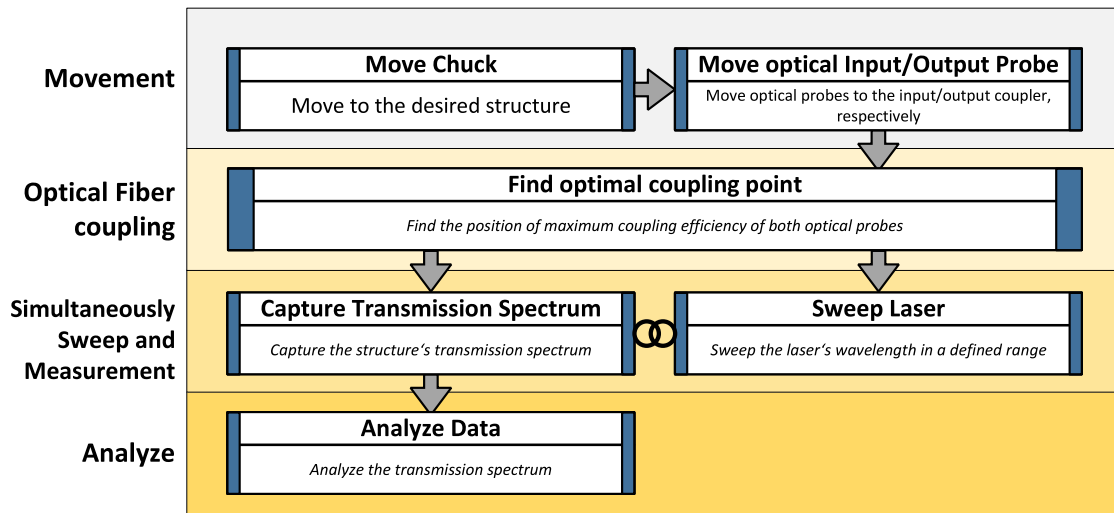 Movement
Move Chuck
Move to the desired structure
Move optical Input/Output Probe
Move optical probes to the input/output coupler,
respectively
Optical Fiber
coupling
Find optimal coupling point
Find the position of maximum coupling efficiency of both optical probes
Simultaneously
Sweep and
Measurement
Capture Transmission Spectrum
Capture the structure‘s transmission spectrum
Sweep Laser
Sweep the laser‘s wavelength in a defined range
Analyze
Analyze Data
Analyze the transmission spectrum